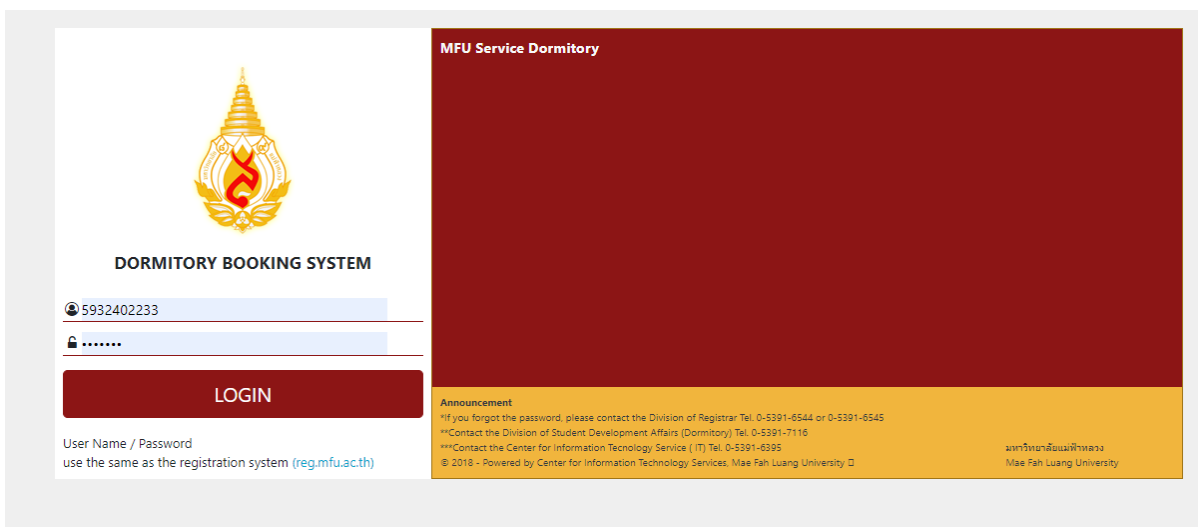 MFU Service Dormitory
DORMITORY BOOKING SYSTEM
5932402233
•••••••
LOGIN
User Name / Password
use the same as the registration system (reg.mfu.ac.th)
Announcement
*If you forgot the password, please contact the Division of Registrar Tel. 0-5391-6544 or 0-5391-6545
**Contact the Division of Student Development Affairs (Dormitory) Tel. 0-5391-7116
***Contact the Center for Information Tecnology Service ( IT) Tel. 0-5391-6395
© 2018 - Powered by Center for Information Technology Services, Mae Fah Luang University
มหาวิทยาลัยแม่ฟ้าหลวง
Mae Fah Luang University